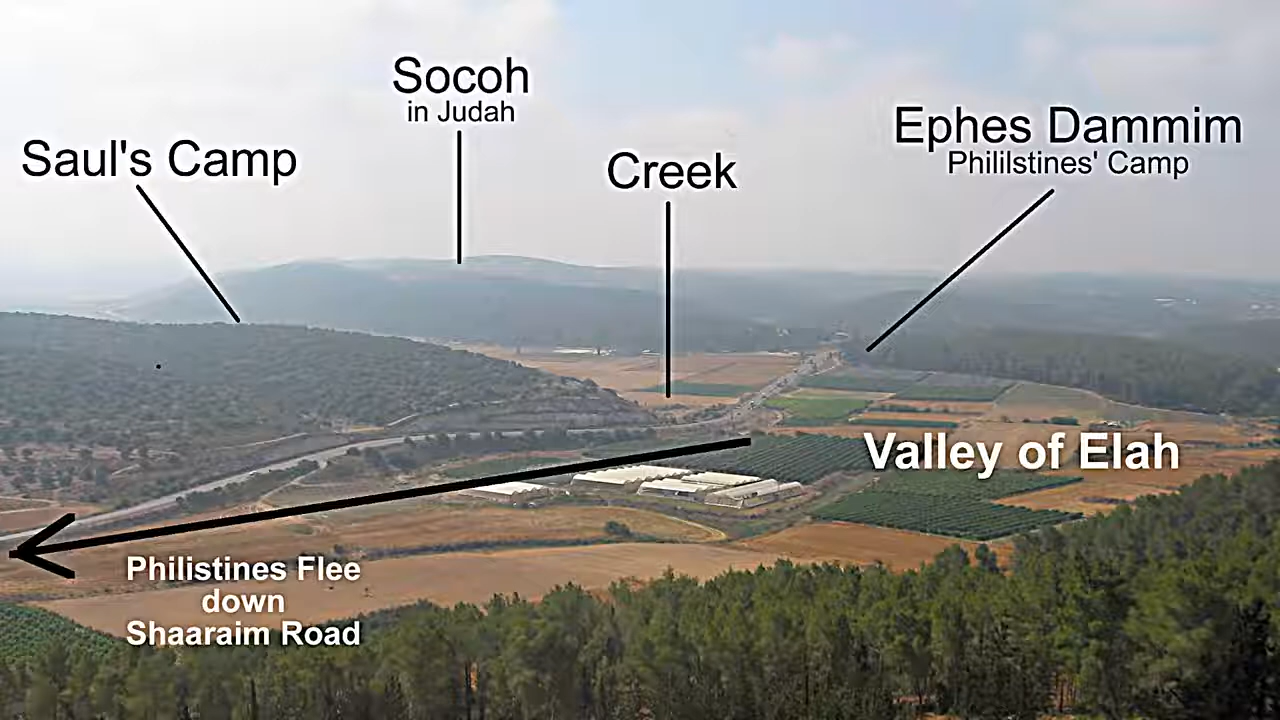 Socoh
in Judah
Saul's Camp
Creek
Ephes Dammim
Phililstines' Camp
Valley of Elah
Philistines Flee
down
Shaaraim Road